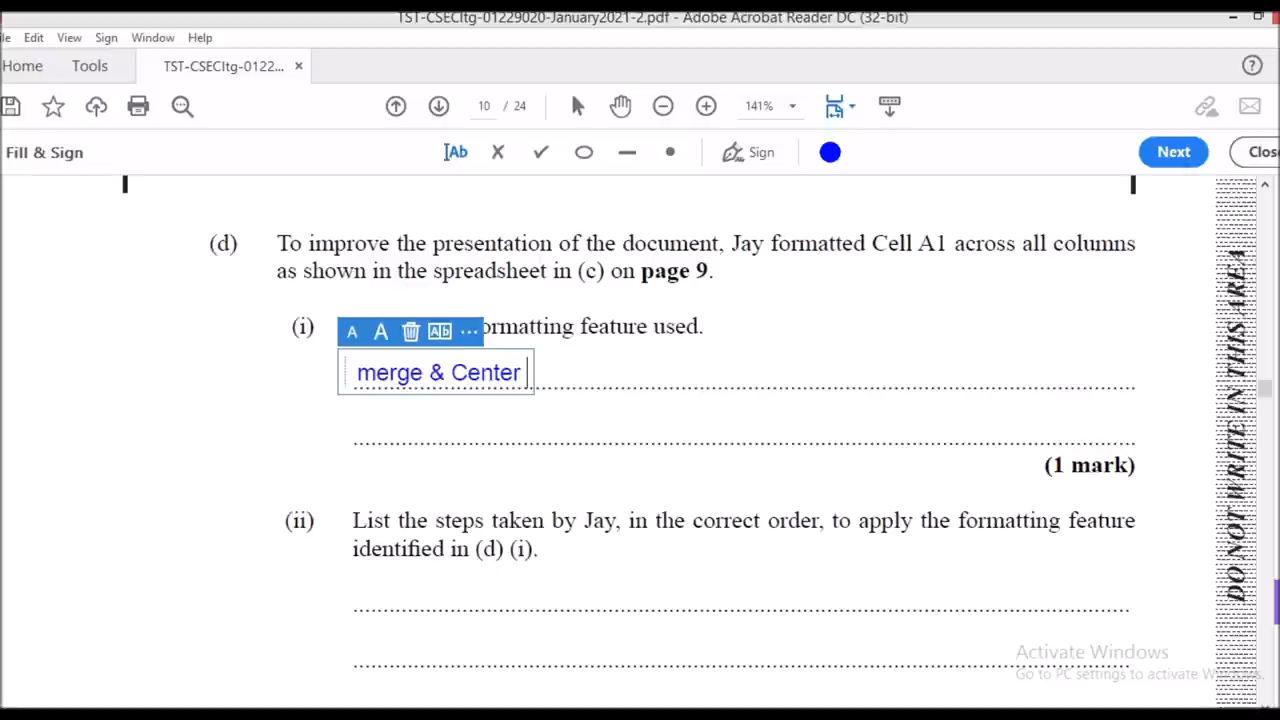 TST-CSECItg-01229020-January2021-2.pdf - Adobe Acrobat Reader DC (32-bit)
Edit View Sign Window Help
Home Tools TST-CSECItg-0122... ×
10 / 24 141%
Fill & Sign Ab Sign Next
(d) To improve the presentation of the document, Jay formatted Cell A1 across all columns
as shown in the spreadsheet in (c) on page 9.
(i) A A Ab ... ormatting feature used.
merge & Center
(1 mark)
(ii) List the steps taken by Jay, in the correct order, to apply the formatting feature
identified in (d) (i).
DO NOT WRITE IN THIS AREA
Activate Windows
Go to PC settings to activate Windows.